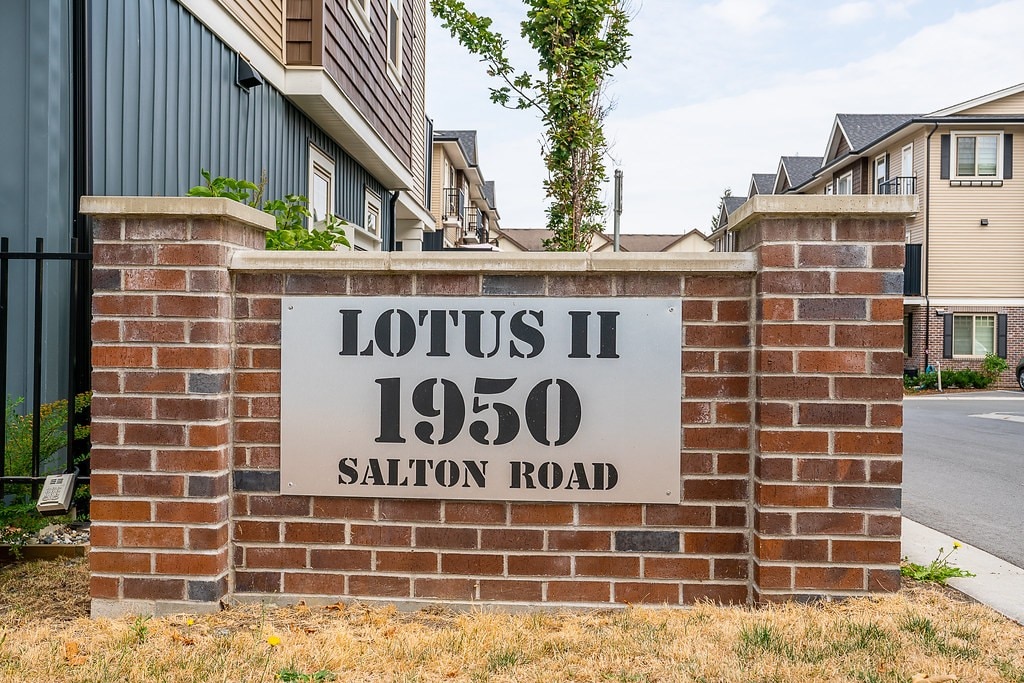 LOTUS II
1950
SALTON ROAD